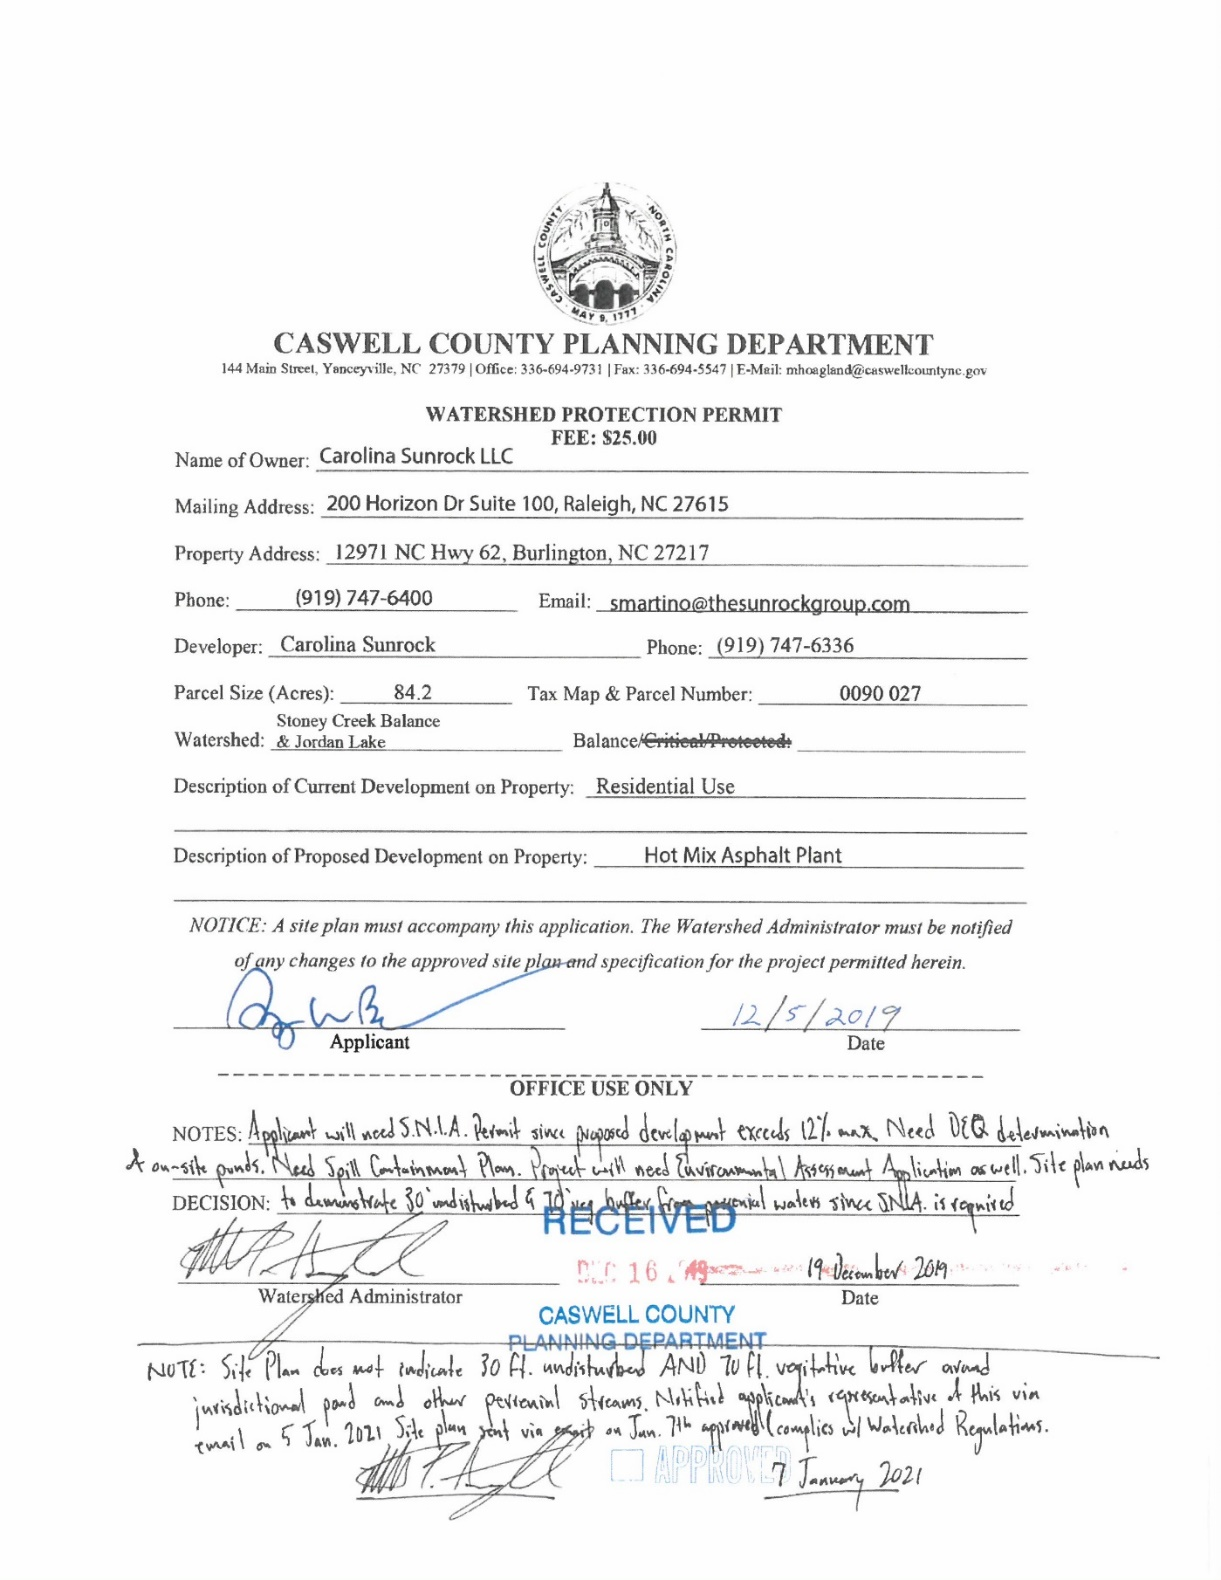 CASWELL COUNTY · NORTH CAROLINA
· MAY 9, 1777 ·
CASWELL COUNTY PLANNING DEPARTMENT
144 Main Street, Yanceyville, NC 27379 | Office: 336-694-9731 | Fax: 336-694-5547 | E-Mail: mhoagland@caswellcountync.gov
WATERSHED PROTECTION PERMIT
FEE: $25.00
Name of Owner: Carolina Sunrock LLC
Mailing Address: 200 Horizon Dr Suite 100, Raleigh, NC 27615
Property Address: 12971 NC Hwy 62, Burlington, NC 27217
Phone: (919) 747-6400 Email: smartino@thesunrockgroup.com
Developer: Carolina Sunrock Phone: (919) 747-6336
Parcel Size (Acres): 84.2 Tax Map & Parcel Number: 0090 027
Stoney Creek Balance
Watershed: & Jordan Lake Balance/Critical/Protected:
Description of Current Development on Property: Residential Use
Description of Proposed Development on Property: Hot Mix Asphalt Plant
NOTICE: A site plan must accompany this application. The Watershed Administrator must be notified
of any changes to the approved site plan and specification for the project permitted herein.
12/5/2019
Applicant Date
OFFICE USE ONLY
NOTES: Applicant will need S.N.I.A. Permit since proposed development exceeds 12% max. Need DEQ determination
of on-site ponds. Need Spill Containment Plan. Project will need Environmental Assessment Application as well. Site plan needs
DECISION: to demonstrate 30' undisturbed & 70' veg buffer from perennial waters since SNIA. is required
RECEIVED
DEC 16 19 December 2019
Watershed Administrator Date
CASWELL COUNTY
PLANNING DEPARTMENT
NOTE: Site Plan does not indicate 30 ft. undisturbed AND 70 ft. vegitative buffer around
jurisdictional pond and other perrenial streams. Notified applicant's representative of this via
email on 5 Jan. 2021 Site plan sent via email on Jan. 7th approved (complies w/ Watershed Regulations.
APPROVED 7 January 2021